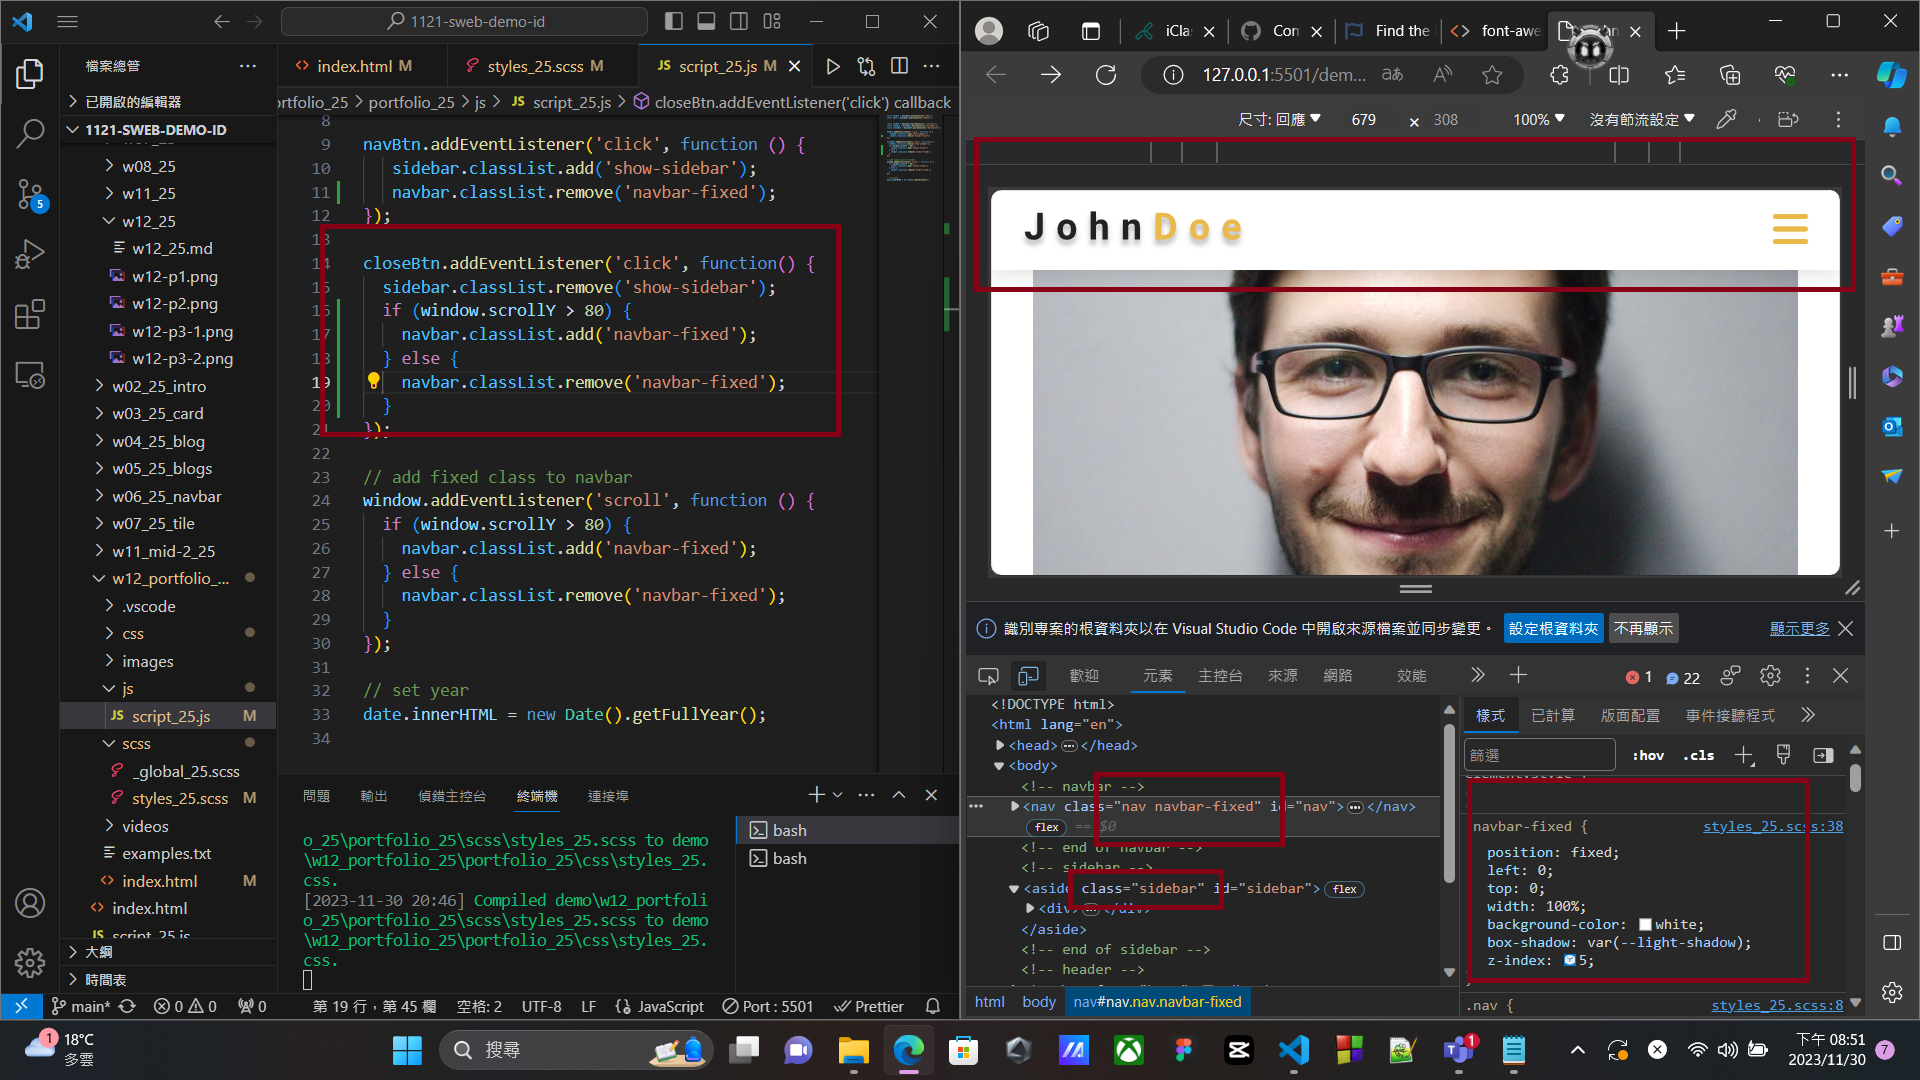 1121-sweb-demo-id
檔案總管
已開啟的編輯器
1121-SWEB-DEMO-ID
w08_25
w11_25
w12_25
w12_25.md
w12-p1.png
w12-p2.png
w12-p3-1.png
w12-p3-2.png
w02_25_intro
w03_25_card
w04_25_blog
w05_25_blogs
w06_25_navbar
w07_25_tile
w11_mid-2_25
w12_portfolio_...
.vscode
css
images
js
JS script_25.js M
scss
_global_25.scss
styles_25.scss M
videos
examples.txt
index.html M
index.html
JS script_25.js
大綱
時間表
5
index.html M
styles_25.scss M
JS script_25.js M
rtfolio_25 > portfolio_25 > js > JS script_25.js > closeBtn.addEventListener('click') callback
8
9 navBtn.addEventListener('click', function () {
10 sidebar.classList.add('show-sidebar');
11 navbar.classList.remove('navbar-fixed');
12 });
13
14 closeBtn.addEventListener('click', function() {
15 sidebar.classList.remove('show-sidebar');
16 if (window.scrollY > 80) {
17 navbar.classList.add('navbar-fixed');
18 } else {
19 navbar.classList.remove('navbar-fixed');
20 }
21 });
22
23 // add fixed class to navbar
24 window.addEventListener('scroll', function () {
25 if (window.scrollY > 80) {
26 navbar.classList.add('navbar-fixed');
27 } else {
28 navbar.classList.remove('navbar-fixed');
29 }
30 });
31
32 // set year
33 date.innerHTML = new Date().getFullYear();
34
問題 輸出 偵錯主控台 終端機 連接埠
o_25\portfolio_25\scss\styles_25.scss to demo
\w12_portfolio_25\portfolio_25\css\styles_25.
css.
[2023-11-30 20:46] Compiled demo\w12_portfoli
o_25\portfolio_25\scss\styles_25.scss to demo
\w12_portfolio_25\portfolio_25\css\styles_25.
css.
bash
bash
main* 0 0 0 第 19 行，第 45 欄 空格: 2 UTF-8 LF {} JavaScript Port : 5501 Prettier
iCla Con Find the font-awe
127.0.0.1:5501/dem...
尺寸: 回應 679 × 308 100% 沒有節流設定
JohnDoe
識別專案的根資料夾以在 Visual Studio Code 中開啟來源檔案並同步變更。 設定根資料夾 不再顯示 顯示更多
歡迎 元素 主控台 來源 網路 效能 1 22
<!DOCTYPE html>
<html lang="en">
<head> </head>
<body>
<!-- navbar -->
<nav class="nav navbar-fixed" id="nav"> </nav>
flex == $0
<!-- end of navbar -->
<!-- sidebar -->
<aside class="sidebar" id="sidebar"> flex
<div> </div>
</aside>
<!-- end of sidebar -->
<!-- header -->
html body nav#nav.nav.navbar-fixed
樣式 已計算 版面配置 事件接聽程式
篩選 :hov .cls
element.style {
navbar-fixed { styles_25.scss:38
position: fixed;
left: 0;
top: 0;
width: 100%;
background-color: white;
box-shadow: var(--light-shadow);
z-index: 5;
.nav { styles_25.scss:8
1
18°C
多雲
搜尋
1
下午 08:51
2023/11/30
7